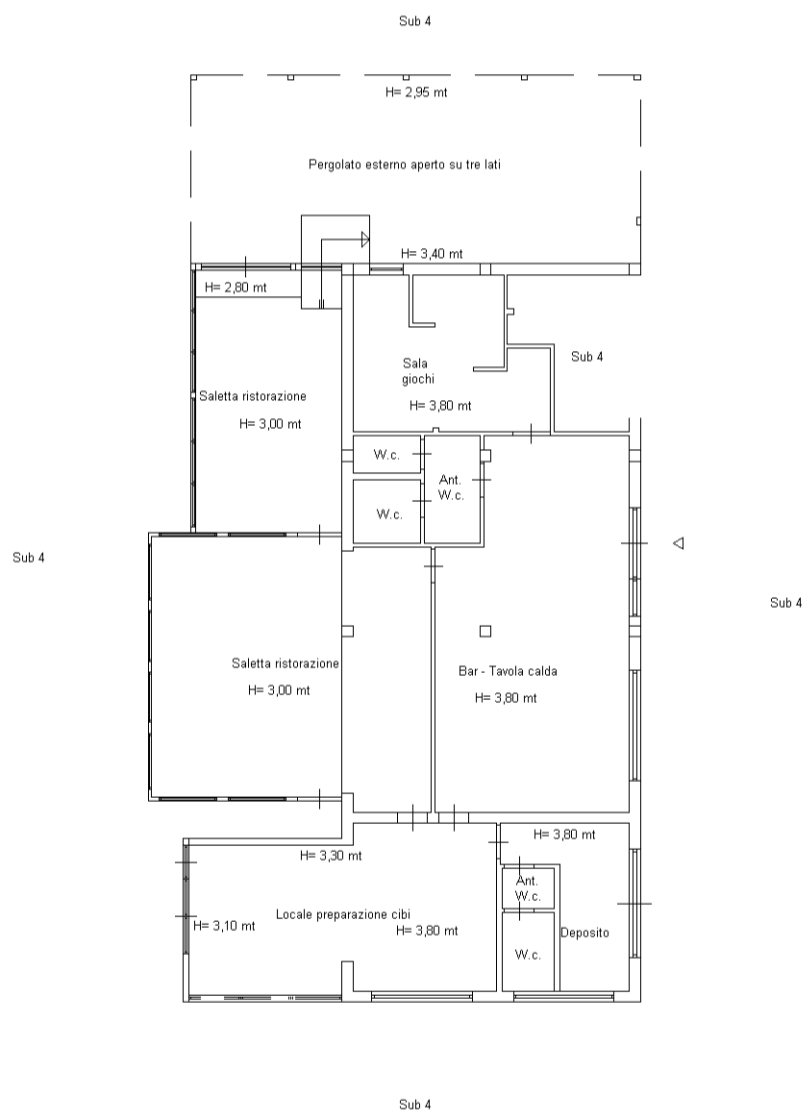 Sub 4
H= 2,95 mt
Pergolato esterno aperto su tre lati
H= 3,40 mt
H= 2,80 mt
Sub 4
Sala
giochi
Saletta ristorazione
H= 3,80 mt
H= 3,00 mt
W.c.
Ant.
W.c.
W.c.
Sub 4
Sub 4
Saletta ristorazione
Bar - Tavola calda
H= 3,00 mt
H= 3,80 mt
H= 3,80 mt
H= 3,30 mt
Ant.
W.c.
Locale preparazione cibi
H= 3,10 mt
H= 3,80 mt
Deposito
W.c.
Sub 4